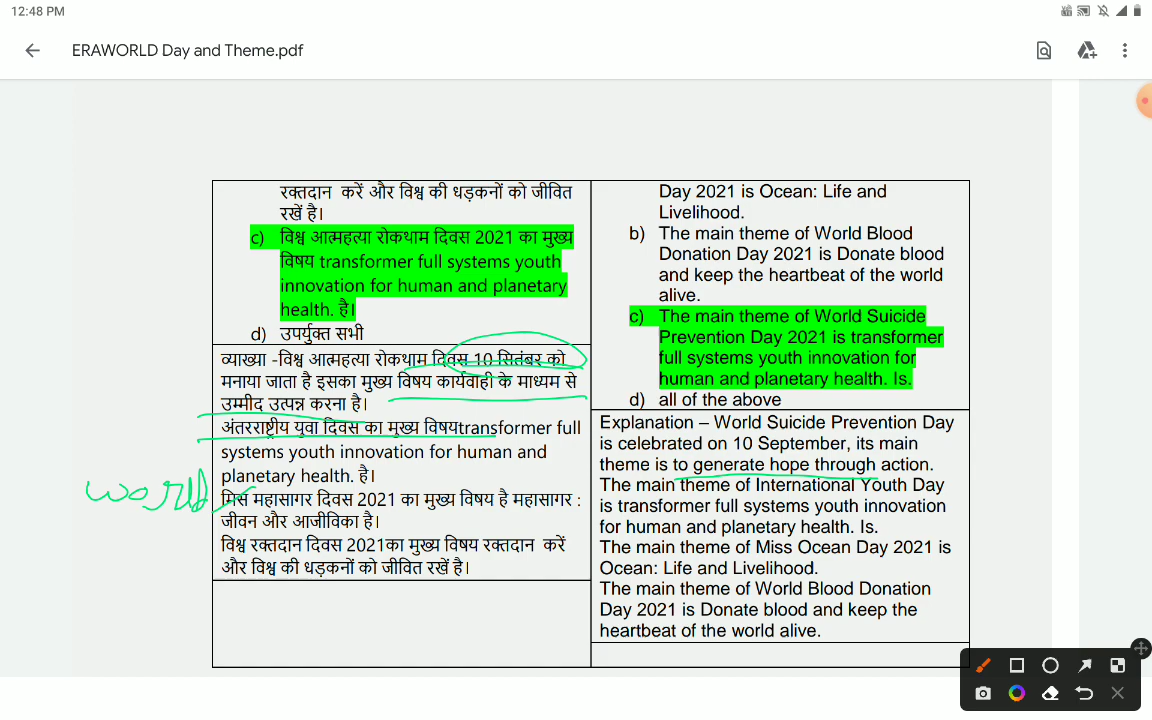 12:48 PM
ERAWORLD Day and Theme.pdf
रक्तदान करें और विश्व की धड़कनों को जीवित
रखें है।
c) विश्व आत्महत्या रोकथाम दिवस 2021 का मुख्य
विषय transformer full systems youth
innovation for human and planetary
health. है।
d) उपर्युक्त सभी
व्याख्या -विश्व आत्महत्या रोकथाम दिवस 10 सितंबर को
मनाया जाता है इसका मुख्य विषय कार्यवाही के माध्यम से
उम्मीद उत्पन्न करना है।
अंतरराष्ट्रीय युवा दिवस का मुख्य विषयtransformer full
systems youth innovation for human and
planetary health. है।
world
मिस महासागर दिवस 2021 का मुख्य विषय है महासागर :
जीवन और आजीविका है।
विश्व रक्तदान दिवस 2021का मुख्य विषय रक्तदान करें
और विश्व की धड़कनों को जीवित रखें है।
Day 2021 is Ocean: Life and
Livelihood.
b) The main theme of World Blood
Donation Day 2021 is Donate blood
and keep the heartbeat of the world
alive.
c) The main theme of World Suicide
Prevention Day 2021 is transformer
full systems youth innovation for
human and planetary health. Is.
d) all of the above
Explanation – World Suicide Prevention Day
is celebrated on 10 September, its main
theme is to generate hope through action.
The main theme of International Youth Day
is transformer full systems youth innovation
for human and planetary health. Is.
The main theme of Miss Ocean Day 2021 is
Ocean: Life and Livelihood.
The main theme of World Blood Donation
Day 2021 is Donate blood and keep the
heartbeat of the world alive.